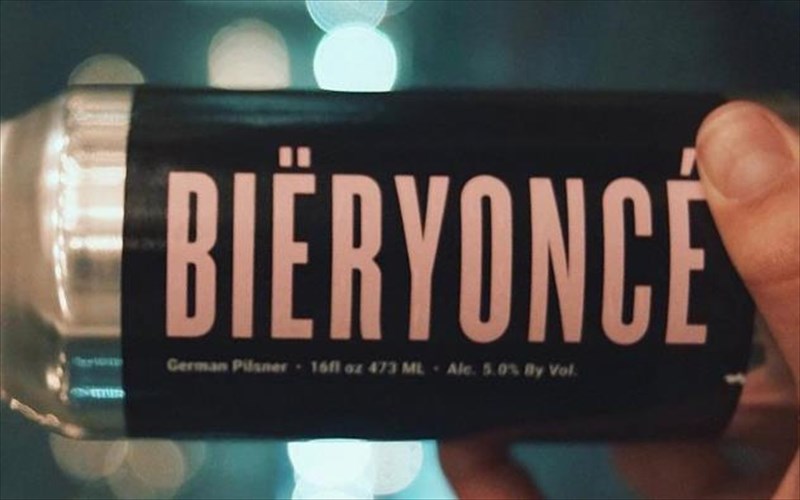 BIËRYONCÉ
German Pilsner • 16fl oz 473 ML • Alc. 5.0% By Vol.